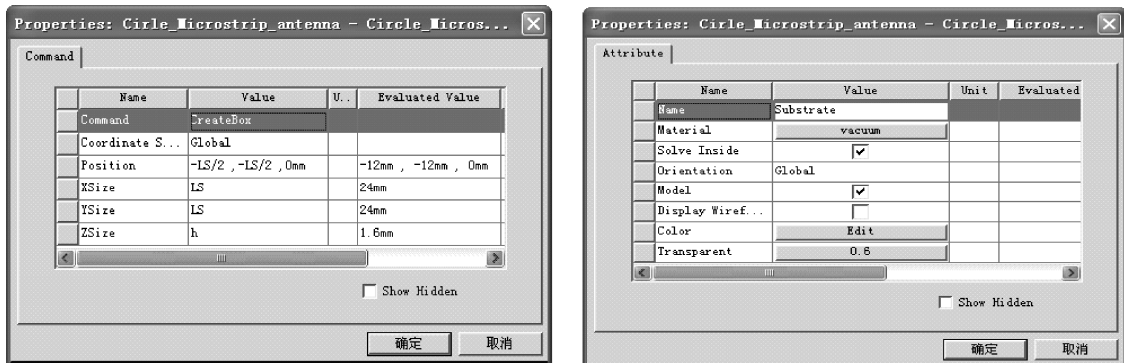 Properties: Cirle_Microstrip_antenna - Circle_Micros...
Command
Name Value U.. Evaluated Value
Command CreateBox
Coordinate S... Global
Position -LS/2 ,-LS/2 ,0mm -12mm , -12mm , 0mm
XSize LS 24mm
YSize LS 24mm
ZSize h 1.6mm
Show Hidden
确定 取消
Properties: Cirle_Microstrip_antenna - Circle_Micros...
Attribute
Name Value Unit Evaluated
Name Substrate
Material vacuum
Solve Inside
Orientation Global
Model
Display Wiref...
Color Edit
Transparent 0.6
Show Hidden
确定 取消